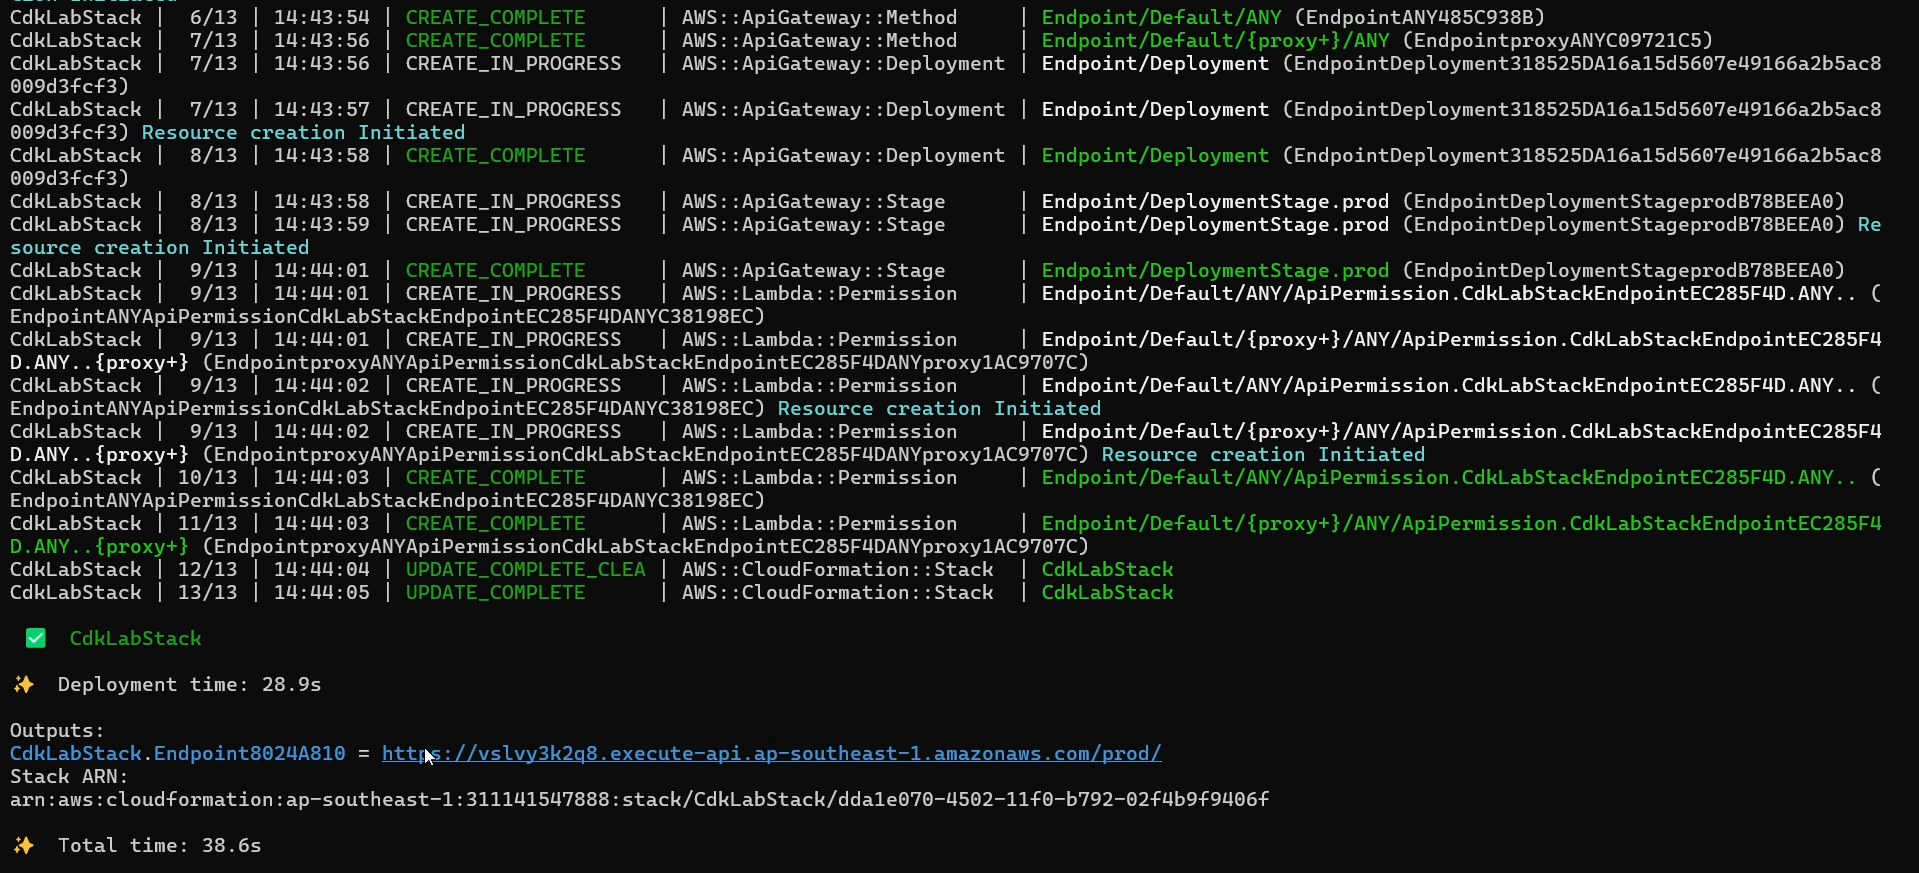 CdkLabStack |  6/13 | 14:43:54 | CREATE_COMPLETE      | AWS::ApiGateway::Method     | Endpoint/Default/ANY (EndpointANY485C938B)
CdkLabStack |  7/13 | 14:43:56 | CREATE_COMPLETE      | AWS::ApiGateway::Method     | Endpoint/Default/{proxy+}/ANY (EndpointproxyANYC09721C5)
CdkLabStack |  7/13 | 14:43:56 | CREATE_IN_PROGRESS   | AWS::ApiGateway::Deployment | Endpoint/Deployment (EndpointDeployment318525DA16a15d5607e49166a2b5ac8
009d3fcf3)
CdkLabStack |  7/13 | 14:43:57 | CREATE_IN_PROGRESS   | AWS::ApiGateway::Deployment | Endpoint/Deployment (EndpointDeployment318525DA16a15d5607e49166a2b5ac8
009d3fcf3) Resource creation Initiated
CdkLabStack |  8/13 | 14:43:58 | CREATE_COMPLETE      | AWS::ApiGateway::Deployment | Endpoint/Deployment (EndpointDeployment318525DA16a15d5607e49166a2b5ac8
009d3fcf3)
CdkLabStack |  8/13 | 14:43:58 | CREATE_IN_PROGRESS   | AWS::ApiGateway::Stage      | Endpoint/DeploymentStage.prod (EndpointDeploymentStageprodB78BEEA0)
CdkLabStack |  8/13 | 14:43:59 | CREATE_IN_PROGRESS   | AWS::ApiGateway::Stage      | Endpoint/DeploymentStage.prod (EndpointDeploymentStageprodB78BEEA0) Re
source creation Initiated
CdkLabStack |  9/13 | 14:44:01 | CREATE_COMPLETE      | AWS::ApiGateway::Stage      | Endpoint/DeploymentStage.prod (EndpointDeploymentStageprodB78BEEA0)
CdkLabStack |  9/13 | 14:44:01 | CREATE_IN_PROGRESS   | AWS::Lambda::Permission     | Endpoint/Default/ANY/ApiPermission.CdkLabStackEndpointEC285F4D.ANY.. (
EndpointANYApiPermissionCdkLabStackEndpointEC285F4DANYC38198EC)
CdkLabStack |  9/13 | 14:44:01 | CREATE_IN_PROGRESS   | AWS::Lambda::Permission     | Endpoint/Default/{proxy+}/ANY/ApiPermission.CdkLabStackEndpointEC285F4
D.ANY..{proxy+} (EndpointproxyANYApiPermissionCdkLabStackEndpointEC285F4DANYproxy1AC9707C)
CdkLabStack |  9/13 | 14:44:02 | CREATE_IN_PROGRESS   | AWS::Lambda::Permission     | Endpoint/Default/ANY/ApiPermission.CdkLabStackEndpointEC285F4D.ANY.. (
EndpointANYApiPermissionCdkLabStackEndpointEC285F4DANYC38198EC) Resource creation Initiated
CdkLabStack |  9/13 | 14:44:02 | CREATE_IN_PROGRESS   | AWS::Lambda::Permission     | Endpoint/Default/{proxy+}/ANY/ApiPermission.CdkLabStackEndpointEC285F4
D.ANY..{proxy+} (EndpointproxyANYApiPermissionCdkLabStackEndpointEC285F4DANYproxy1AC9707C) Resource creation Initiated
CdkLabStack | 10/13 | 14:44:03 | CREATE_COMPLETE      | AWS::Lambda::Permission     | Endpoint/Default/ANY/ApiPermission.CdkLabStackEndpointEC285F4D.ANY.. (
EndpointANYApiPermissionCdkLabStackEndpointEC285F4DANYC38198EC)
CdkLabStack | 11/13 | 14:44:03 | CREATE_COMPLETE      | AWS::Lambda::Permission     | Endpoint/Default/{proxy+}/ANY/ApiPermission.CdkLabStackEndpointEC285F4
D.ANY..{proxy+} (EndpointproxyANYApiPermissionCdkLabStackEndpointEC285F4DANYproxy1AC9707C)
CdkLabStack | 12/13 | 14:44:04 | UPDATE_COMPLETE_CLEA | AWS::CloudFormation::Stack  | CdkLabStack
CdkLabStack | 13/13 | 14:44:05 | UPDATE_COMPLETE      | AWS::CloudFormation::Stack  | CdkLabStack
✅ CdkLabStack
✨ Deployment time: 28.9s
Outputs:
CdkLabStack.Endpoint8024A810 = https://vslvy3k2q8.execute-api.ap-southeast-1.amazonaws.com/prod/
Stack ARN:
arn:aws:cloudformation:ap-southeast-1:311141547888:stack/CdkLabStack/dda1e070-4502-11f0-b792-02f4b9f9406f
✨ Total time: 38.6s